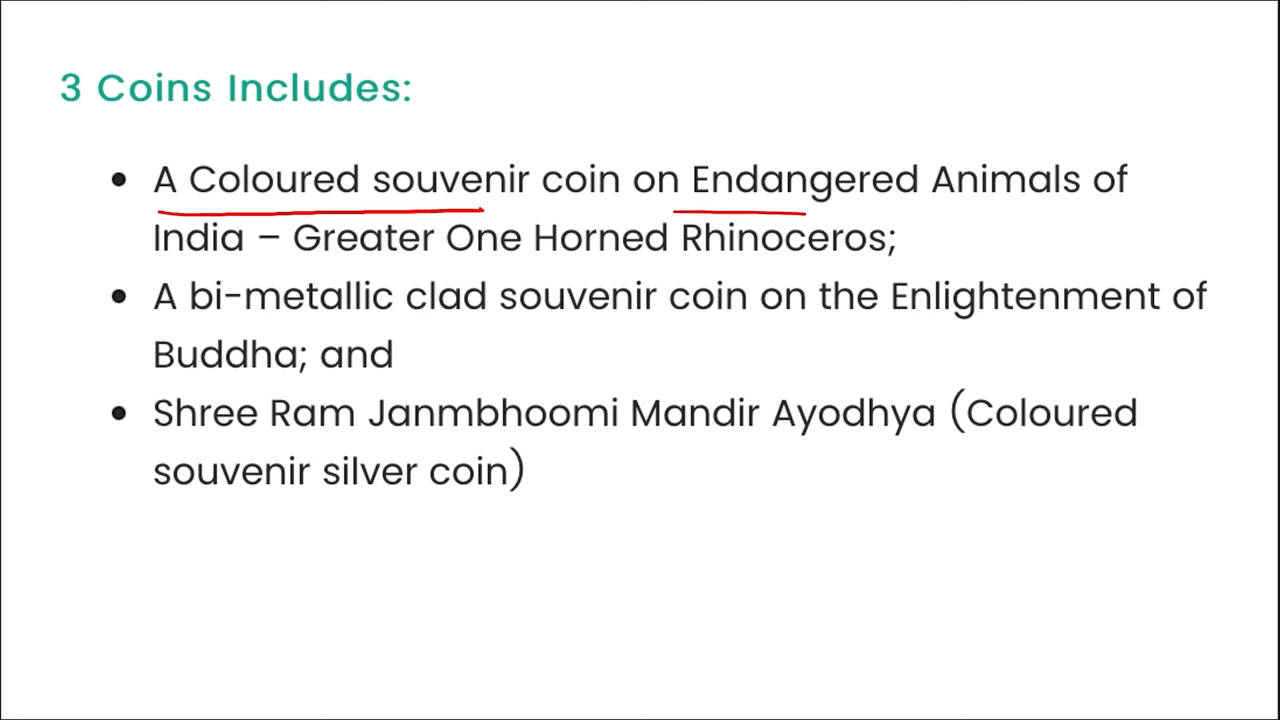 3 Coins Includes:
• A Coloured souvenir coin on Endangered Animals of
India – Greater One Horned Rhinoceros;
• A bi-metallic clad souvenir coin on the Enlightenment of
Buddha; and
• Shree Ram Janmbhoomi Mandir Ayodhya (Coloured
souvenir silver coin)